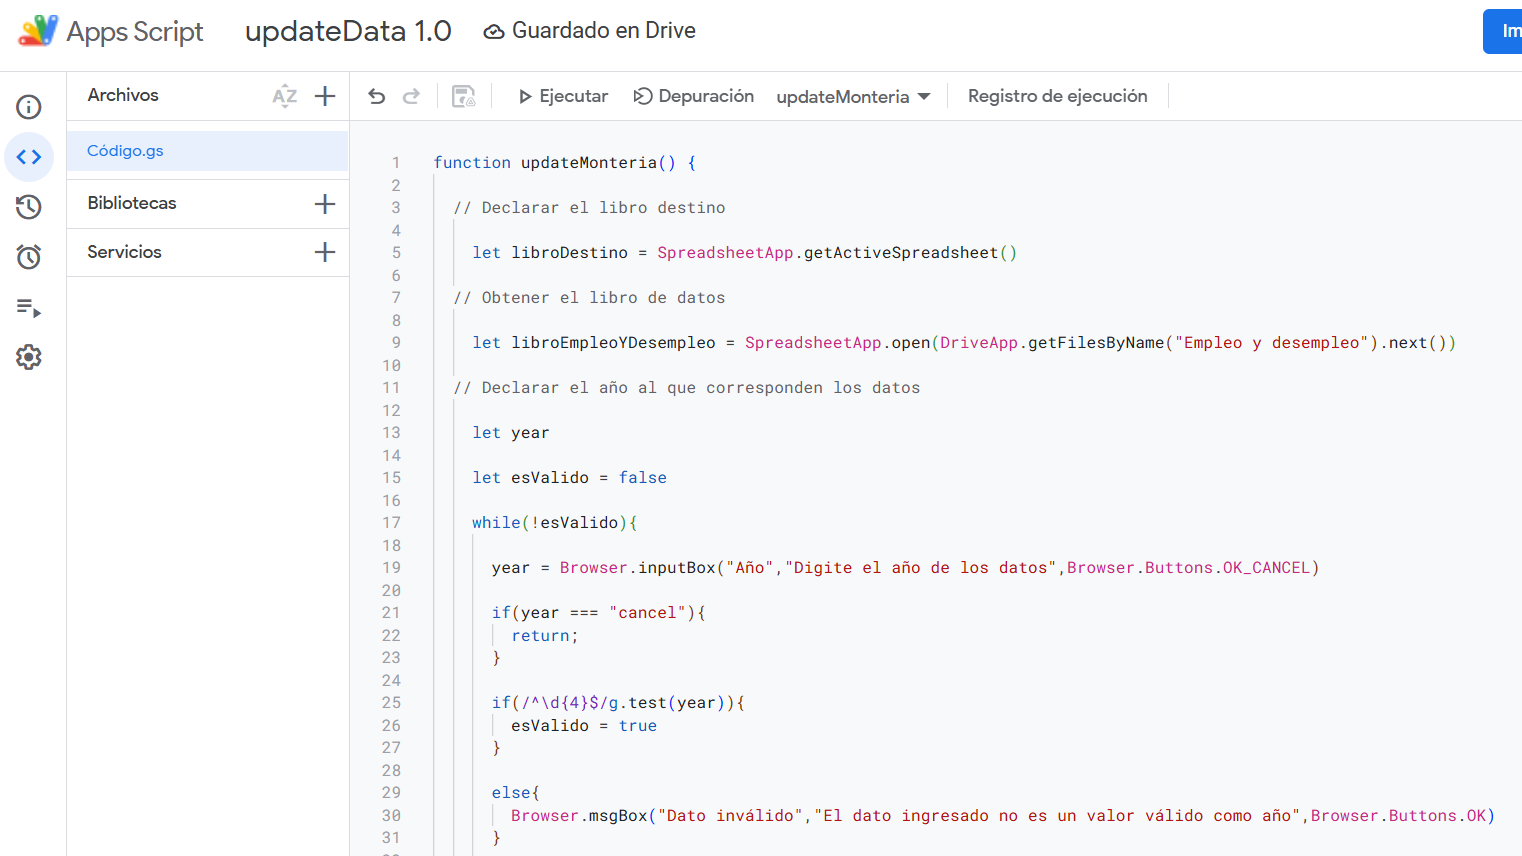 Apps Script updateData 1.0 Guardado en Drive Im
Archivos AZ Ejecutar Depuración updateMonteria Registro de ejecución
Código.gs
Bibliotecas
Servicios
1 function updateMonteria() {
2
3 // Declarar el libro destino
4
5 let libroDestino = SpreadsheetApp.getActiveSpreadsheet()
6
7 // Obtener el libro de datos
8
9 let libroEmpleoYDesempleo = SpreadsheetApp.open(DriveApp.getFilesByName("Empleo y desempleo").next())
10
11 // Declarar el año al que corresponden los datos
12
13 let year
14
15 let esValido = false
16
17 while(!esValido){
18
19 year = Browser.inputBox("Año","Digite el año de los datos",Browser.Buttons.OK_CANCEL)
20
21 if(year === "cancel"){
22 return;
23 }
24
25 if(/^\d{4}$/g.test(year)){
26 esValido = true
27 }
28
29 else{
30 Browser.msgBox("Dato inválido","El dato ingresado no es un valor válido como año",Browser.Buttons.OK)
31 }